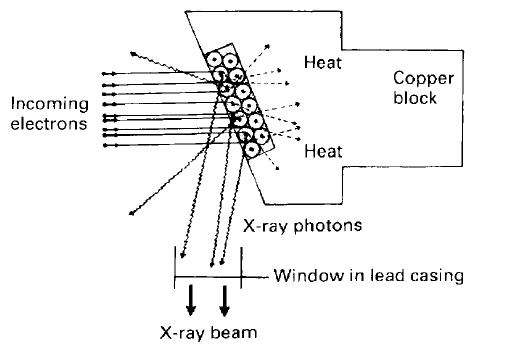 Heat
Copper
block
Incoming
electrons
Heat
X-ray photons
Window in lead casing
X-ray beam